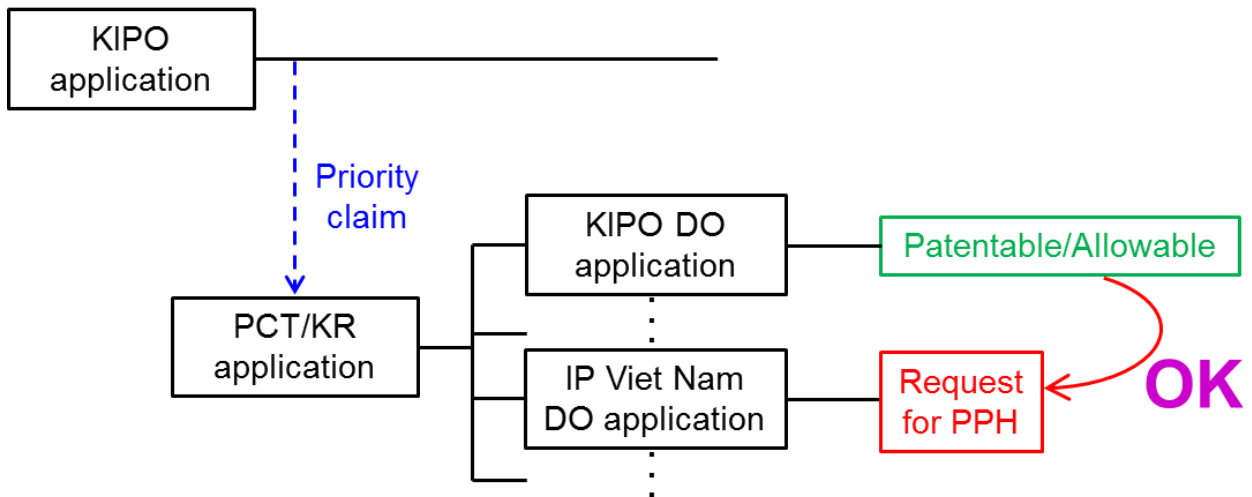 KIPO
application
Priority
claim
PCT/KR
application
KIPO DO
application
Patentable/Allowable
IP Viet Nam
DO application
Request
for PPH
OK